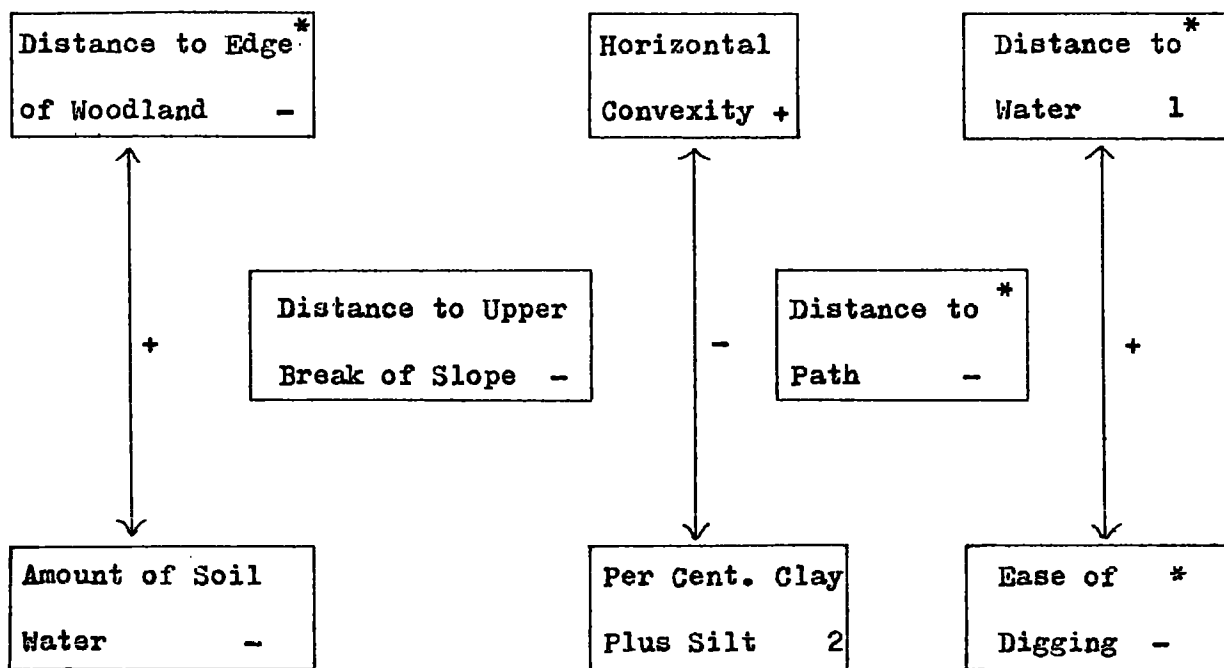 Distance to Edge*
of Woodland -
Horizontal
Convexity +
Distance to*
Water 1
+
Distance to Upper
Break of Slope -
-
Distance to *
Path -
+
Amount of Soil
Water -
Per Cent. Clay
Plus Silt 2
Ease of *
Digging -